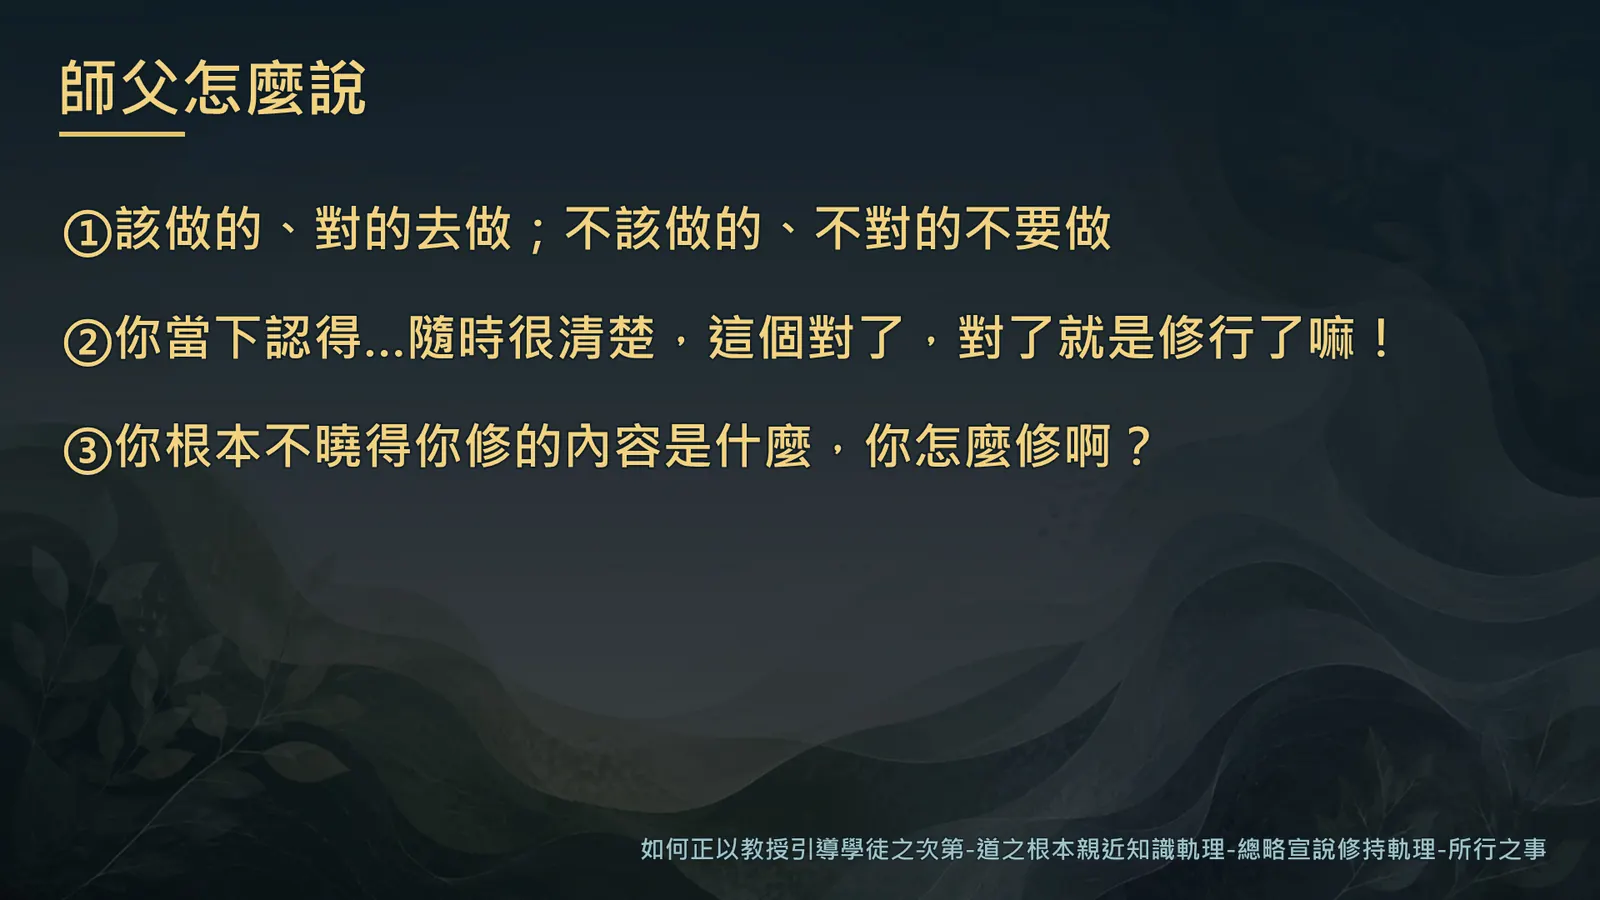 師父怎麼說
①該做的、對的去做；不該做的、不對的不要做
②你當下認得...隨時很清楚，這個對了，對了就是修行了嘛！
③你根本不曉得你修的內容是什麼，你怎麼修啊？
如何正以教授引導學徒之次第-道之根本親近知識軌理-總略宣說修持軌理-所行之事